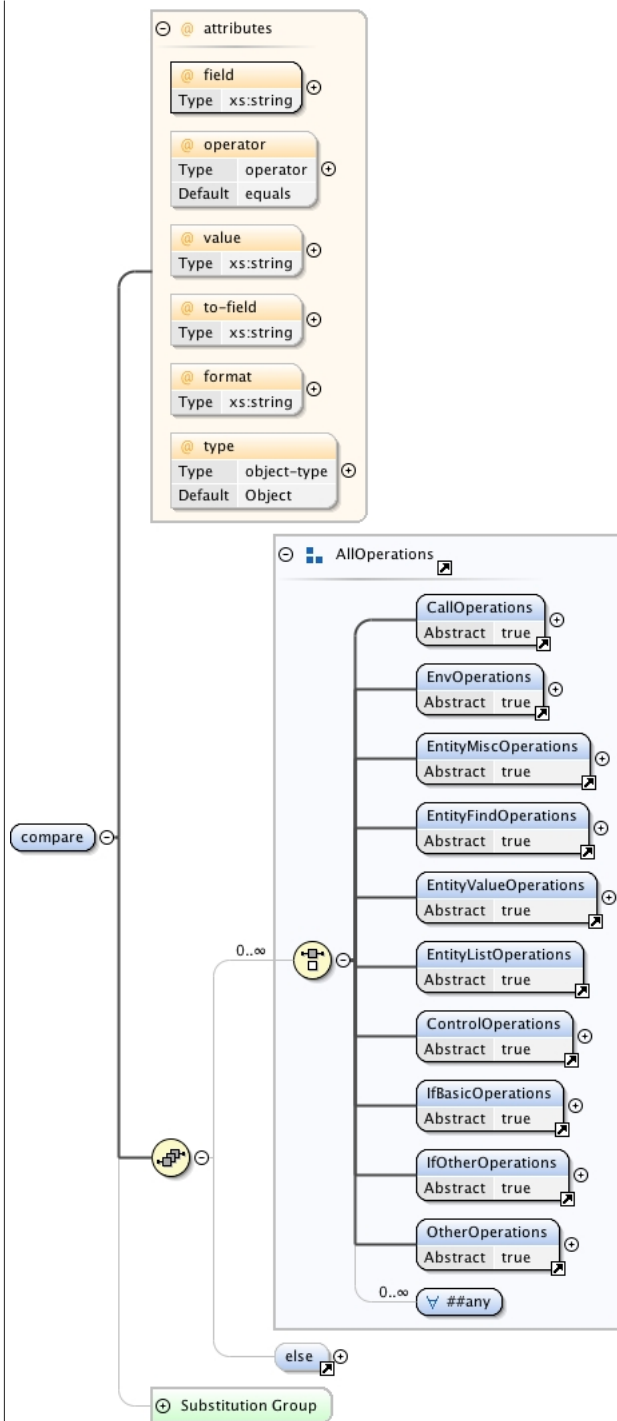 @ attributes
@ field
Type xs:string
@ operator
Type operator
Default equals
@ value
Type xs:string
@ to-field
Type xs:string
@ format
Type xs:string
@ type
Type object-type
Default Object
AllOperations
CallOperations
Abstract true
EnvOperations
Abstract true
EntityMiscOperations
Abstract true
EntityFindOperations
Abstract true
compare
EntityValueOperations
Abstract true
0..∞
EntityListOperations
Abstract true
ControlOperations
Abstract true
IfBasicOperations
Abstract true
IfOtherOperations
Abstract true
OtherOperations
Abstract true
0..∞
∀ ##any
else
Substitution Group